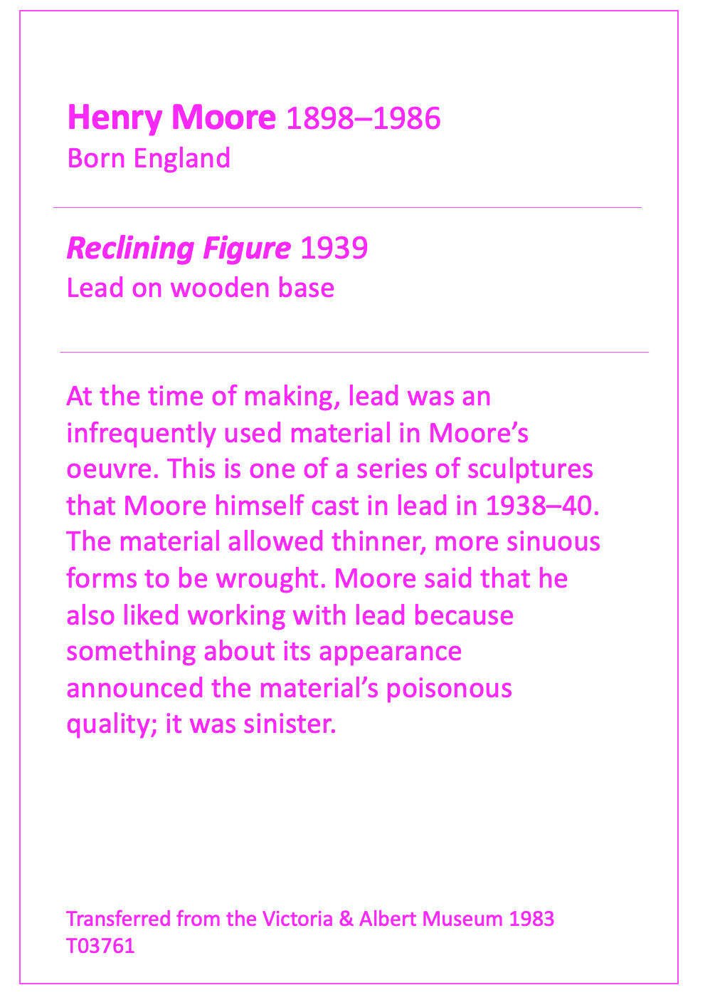 Henry Moore 1898–1986
Born England
Reclining Figure 1939
Lead on wooden base
At the time of making, lead was an
infrequently used material in Moore’s
oeuvre. This is one of a series of sculptures
that Moore himself cast in lead in 1938–40.
The material allowed thinner, more sinuous
forms to be wrought. Moore said that he
also liked working with lead because
something about its appearance
announced the material’s poisonous
quality; it was sinister.
Transferred from the Victoria & Albert Museum 1983
T03761